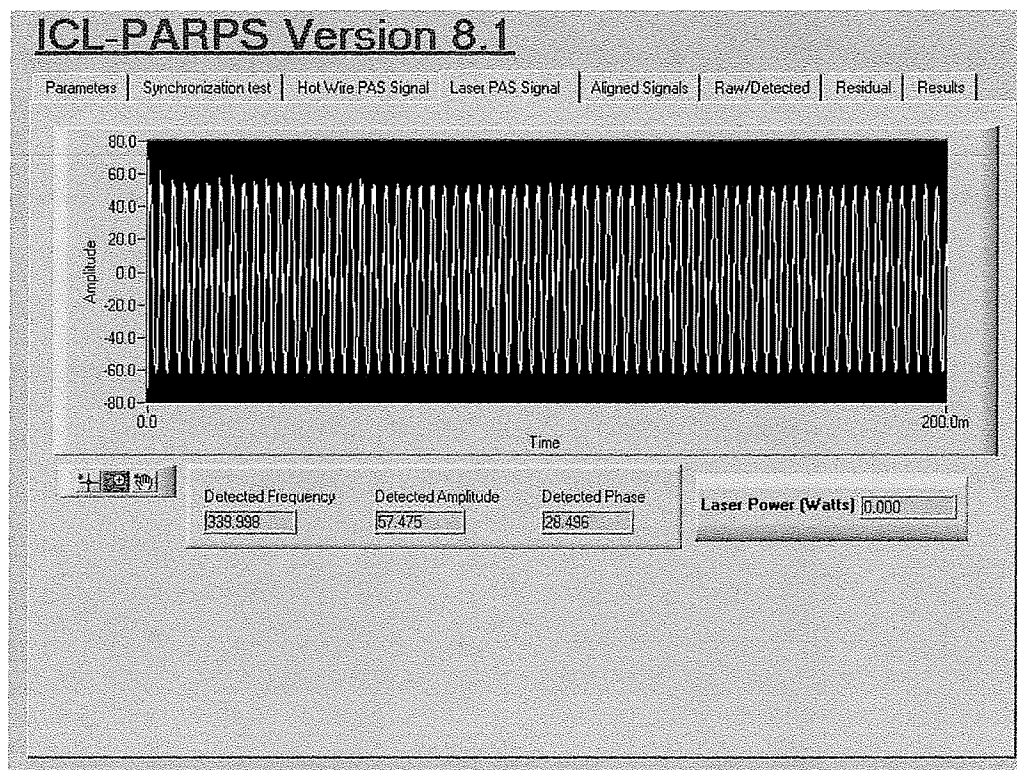 ICL-PARPS Version 8.1
Parameters Synchronization test Hot Wire PAS Signal Laser PAS Signal Aligned Signals Raw/Detected Residual Results
80.0
60.0
40.0
20.0
0.0
-20.0
-40.0
-60.0
-80.0
Amplitude
0.0 200.0m
Time
Detected Frequency Detected Amplitude Detected Phase
339.998 57.475 28.496
Laser Power (Watts) 0.000